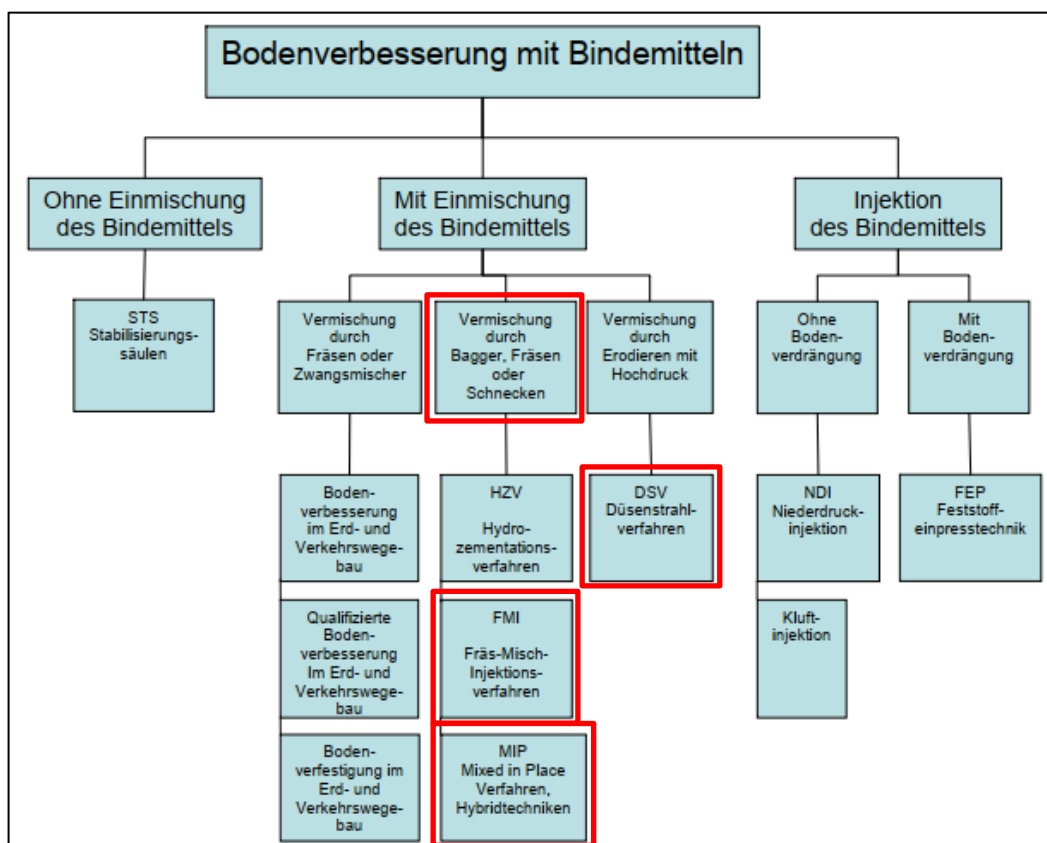 Bodenverbesserung mit Bindemitteln
Ohne Einmischung
des Bindemittels
Mit Einmischung
des Bindemittels
Injektion
des Bindemittels
STS
Stabilisierungs-
säulen
Vermischung
durch
Fräsen oder
Zwangsmischer
Vermischung
durch
Bagger, Fräsen
oder
Schnecken
Vermischung
durch
Erodieren mit
Hochdruck
Ohne
Boden-
verdrängung
Mit
Boden-
verdrängung
Boden-
verbesserung
im Erd- und
Verkehrswege-
bau
HZV
Hydro-
zementations-
verfahren
DSV
Düsenstrahl-
verfahren
NDI
Niederdruck-
injektion
FEP
Feststoff-
einpresstechnik
Qualifizierte
Boden-
verbesserung
Im Erd- und
Verkehrswege-
bau
FMI
Fräs-Misch-
Injektions-
verfahren
Kluft-
injektion
Boden-
verfestigung im
Erd- und
Verkehrswege-
bau
MIP
Mixed in Place
Verfahren,
Hybridtechniken